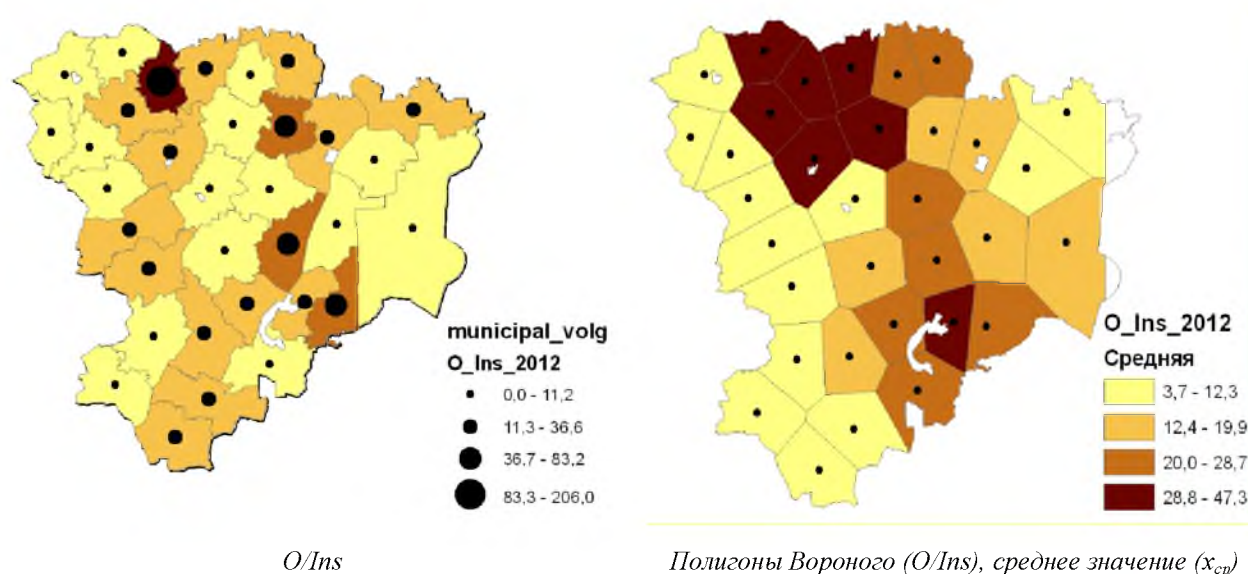 municipal_volg
O_Ins_2012
0,0 - 11,2
11,3 - 36,6
36,7 - 83,2
83,3 - 206,0
O_Ins_2012
Средняя
3,7 - 12,3
12,4 - 19,9
20,0 - 28,7
28,8 - 47,3
O/Ins
Полигоны Вороного (O/Ins), среднее значение (xср)